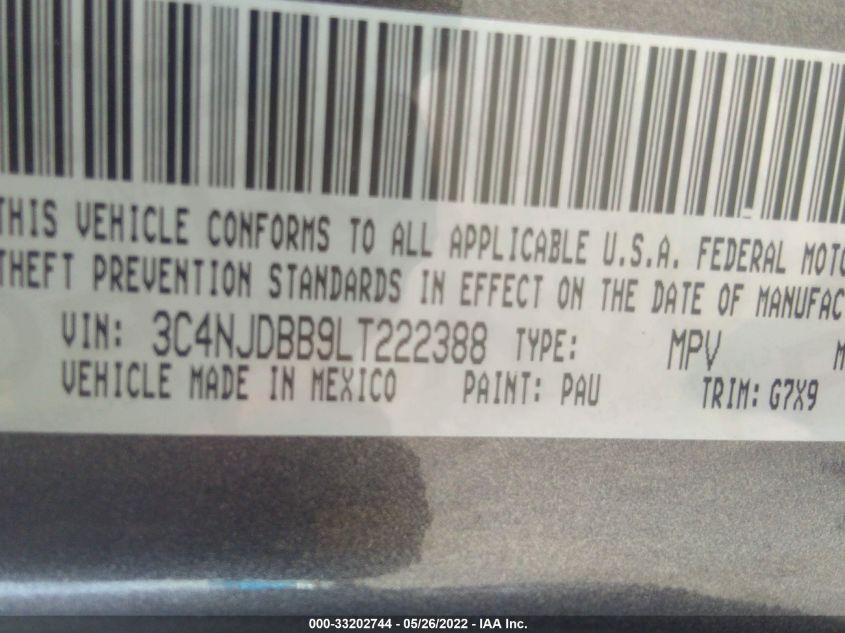 THIS VEHICLE CONFORMS TO ALL APPLICABLE U.S.A. FEDERAL MOTO
THEFT PREVENTION STANDARDS IN EFFECT ON THE DATE OF MANUFAC
VIN: 3C4NJDBB9LT222388 TYPE: MPV M
VEHICLE MADE IN MEXICO PAINT: PAU TRIM: G7X9
000-33202744 - 05/26/2022 - IAA Inc.